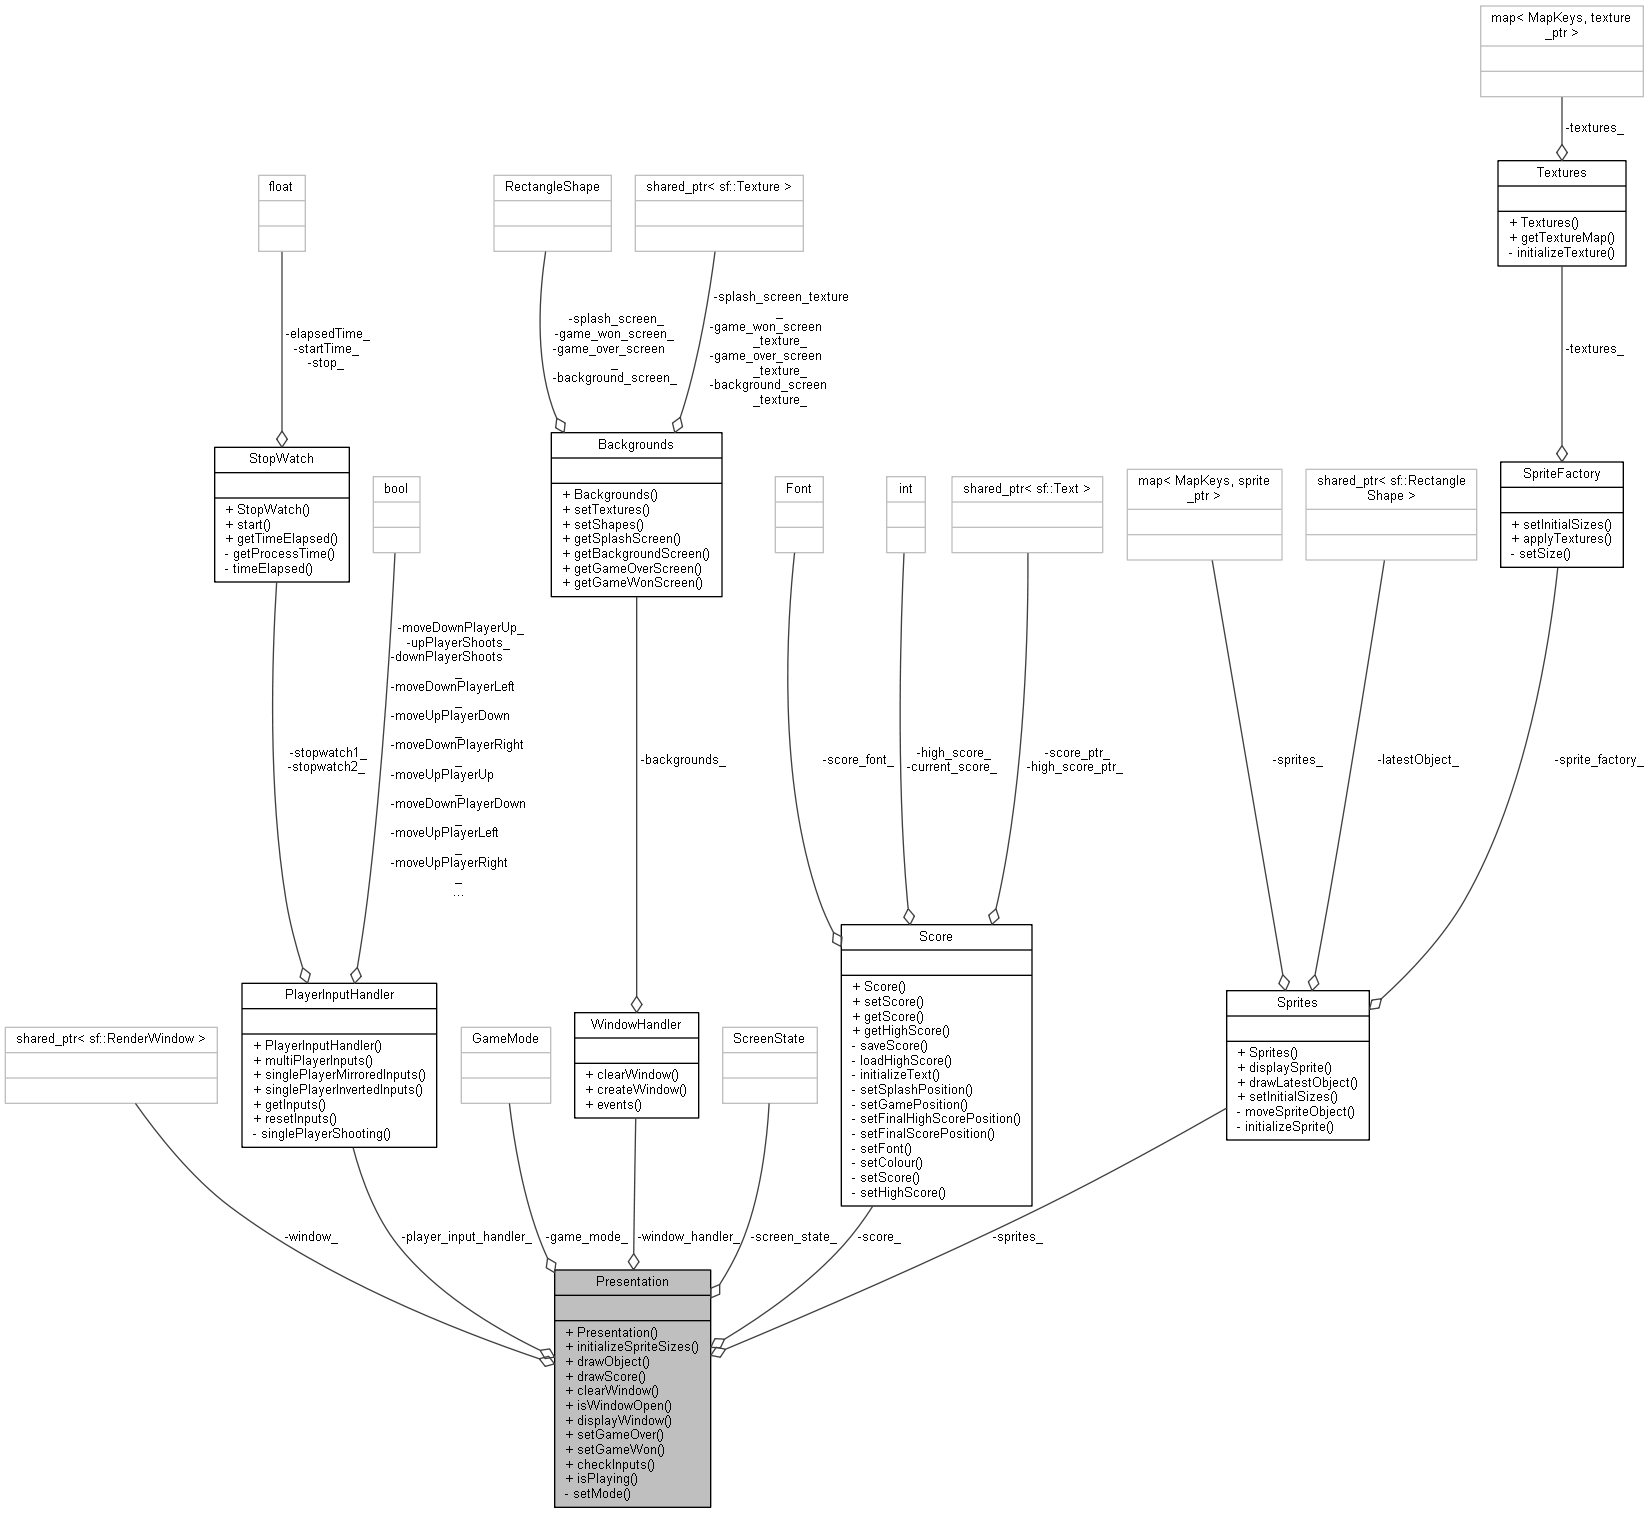 map< MapKeys, texture
_ptr >
-textures_
Textures
+ Textures()
+ getTextureMap()
- initializeTexture()
float
RectangleShape
shared_ptr< sf::Texture >
-elapsedTime_
-startTime_
-stop_
-splash_screen_
-game_won_screen_
-game_over_screen
_
-background_screen_
-splash_screen_texture
_
-game_won_screen
_texture_
-game_over_screen
_texture_
-background_screen
_texture_
-textures_
StopWatch
+ StopWatch()
+ start()
+ getTimeElapsed()
- getProcessTime()
- timeElapsed()
bool
Backgrounds
+ Backgrounds()
+ setTextures()
+ setShapes()
+ getSplashScreen()
+ getBackgroundScreen()
+ getGameOverScreen()
+ getGameWonScreen()
Font
int
shared_ptr< sf::Text >
map< MapKeys, sprite
_ptr >
shared_ptr< sf::Rectangle
Shape >
SpriteFactory
+ setInitialSizes()
+ applyTextures()
- setSize()
-stopwatch1_
-stopwatch2_
-moveDownPlayerUp_
-upPlayerShoots_
-downPlayerShoots
_
-moveDownPlayerLeft
_
-moveUpPlayerDown
_
-moveDownPlayerRight
_
-moveUpPlayerUp
_
-moveDownPlayerDown
_
-moveUpPlayerLeft
_
-moveUpPlayerRight
_
...
-backgrounds_
-score_font_
-high_score_
-current_score_
-score_ptr_
-high_score_ptr_
-sprites_
-latestObject_
-sprite_factory_
shared_ptr< sf::RenderWindow >
PlayerInputHandler
+ PlayerInputHandler()
+ multiPlayerInputs()
+ singlePlayerMirroredInputs()
+ singlePlayerInvertedInputs()
+ getInputs()
+ resetInputs()
- singlePlayerShooting()
GameMode
WindowHandler
+ clearWindow()
+ createWindow()
+ events()
ScreenState
Score
+ Score()
+ setScore()
+ getScore()
+ getHighScore()
- saveScore()
- loadHighScore()
- initializeText()
- setSplashPosition()
- setGamePosition()
- setFinalHighScorePosition()
- setFinalScorePosition()
- setFont()
- setColour()
- setScore()
- setHighScore()
Sprites
+ Sprites()
+ displaySprite()
+ drawLatestObject()
+ setInitialSizes()
- moveSpriteObject()
- initializeSprite()
-window_
-player_input_handler_
-game_mode_
-window_handler_
-screen_state_
-score_
-sprites_
Presentation
+ Presentation()
+ initializeSpriteSizes()
+ drawObject()
+ drawScore()
+ clearWindow()
+ isWindowOpen()
+ displayWindow()
+ setGameOver()
+ setGameWon()
+ checkInputs()
+ isPlaying()
- setMode()